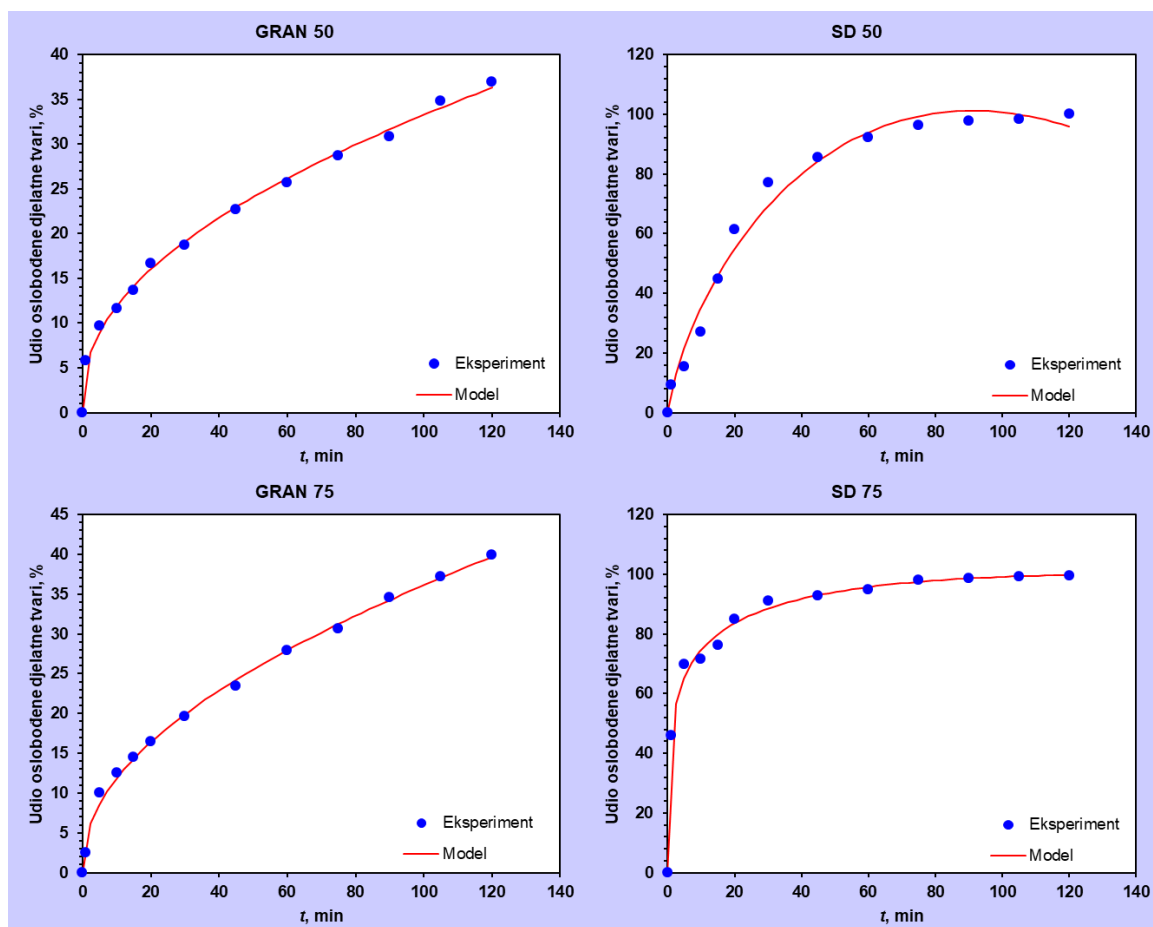 GRAN 50
Udio oslobođene djelatne tvari, %
40
35
30
25
20
15
10
5
0
0 20 40 60 80 100 120 140
t, min
Eksperiment
Model
SD 50
Udio oslobođene djelatne tvari, %
120
100
80
60
40
20
0
0 20 40 60 80 100 120 140
t, min
Eksperiment
Model
GRAN 75
Udio oslobođene djelatne tvari, %
45
40
35
30
25
20
15
10
5
0
0 20 40 60 80 100 120 140
t, min
Eksperiment
Model
SD 75
Udio oslobođene djelatne tvari, %
120
100
80
60
40
20
0
0 20 40 60 80 100 120 140
t, min
Eksperiment
Model